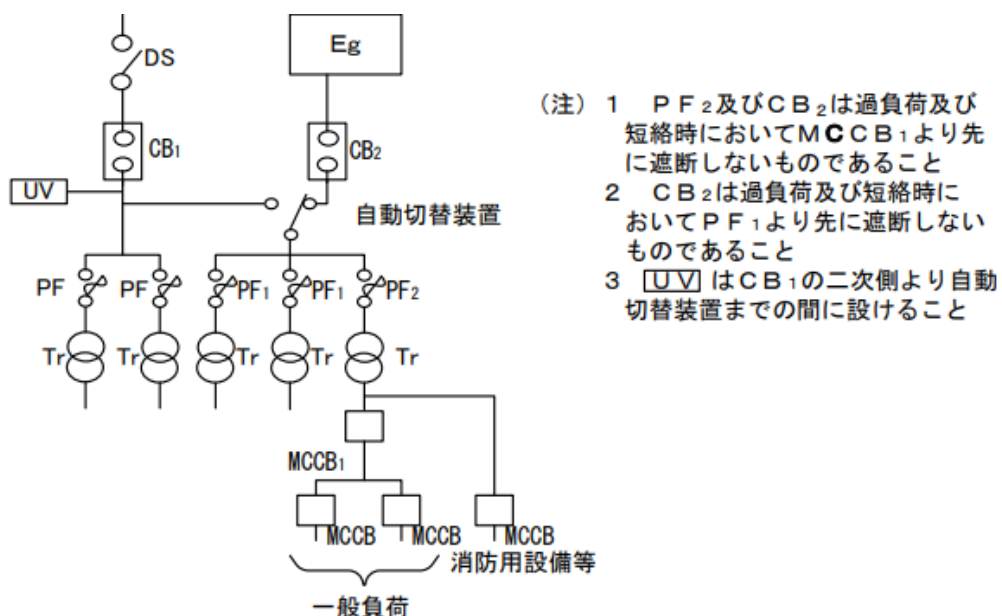 DS
Eg
CB₁
CB₂
UV
自動切替装置
PF
PF
PF₁
PF₁
PF₂
Tr
Tr
Tr
Tr
Tr
MCCB₁
MCCB
MCCB
MCCB
消防用設備等
一般負荷
(注) 1 PF₂及びCB₂は過負荷及び
短絡時においてMCCB₁より先
に遮断しないものであること
2 CB₂は過負荷及び短絡時に
おいてPF₁より先に遮断しない
ものであること
3 UV はCB₁の二次側より自動
切替装置までの間に設けること